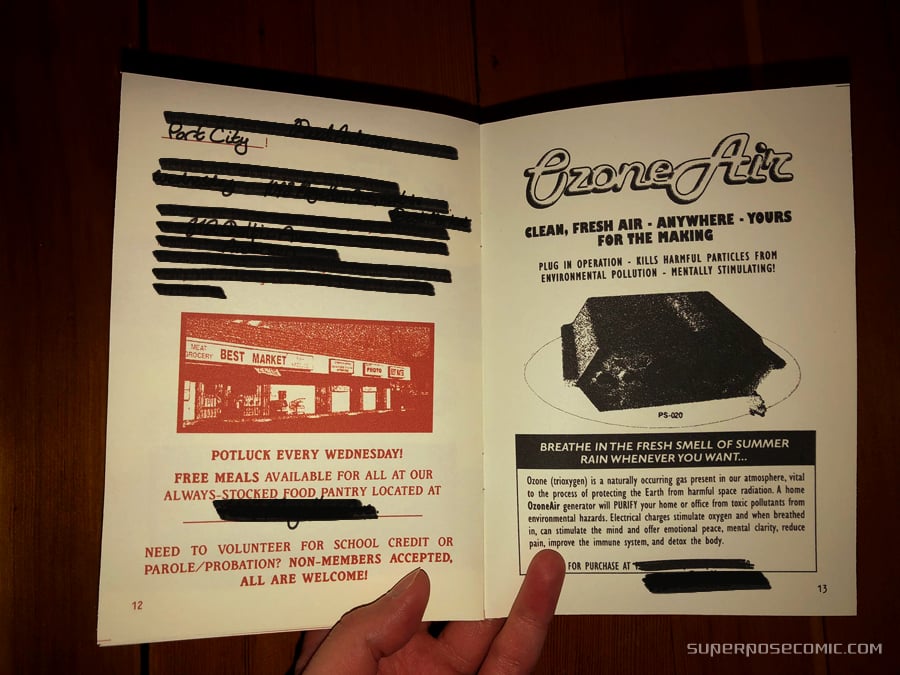 Port City!
MEAT
GROCERY
BEST MARKET
PHOTO
POTLUCK EVERY WEDNESDAY!
FREE MEALS AVAILABLE FOR ALL AT OUR
ALWAYS-STOCKED FOOD PANTRY LOCATED AT
NEED TO VOLUNTEER FOR SCHOOL CREDIT OR
PAROLE/PROBATION? NON-MEMBERS ACCEPTED,
ALL ARE WELCOME!
12
OzoneAir
CLEAN, FRESH AIR - ANYWHERE - YOURS
FOR THE MAKING
PLUG IN OPERATION - KILLS HARMFUL PARTICLES FROM
ENVIRONMENTAL POLLUTION - MENTALLY STIMULATING!
PS-020
BREATHE IN THE FRESH SMELL OF SUMMER
RAIN WHENEVER YOU WANT...
Ozone (trioxygen) is a naturally occurring gas present in our atmosphere, vital
to the process of protecting the Earth from harmful space radiation. A home
OzoneAir generator will PURIFY your home or office from toxic pollutants from
environmental hazards. Electrical charges stimulate oxygen and when breathed
in, can stimulate the mind and offer emotional peace, mental clarity, reduce
pain, improve the immune system, and detox the body.
FOR PURCHASE AT
13
SUPERPOSECOMIC.COM